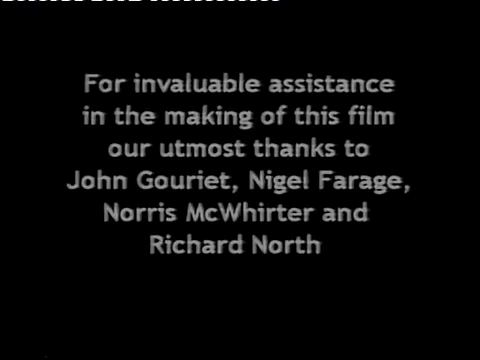 For invaluable assistance
in the making of this film
our utmost thanks to
John Gouriet, Nigel Farage,
Norris McWhirter and
Richard North